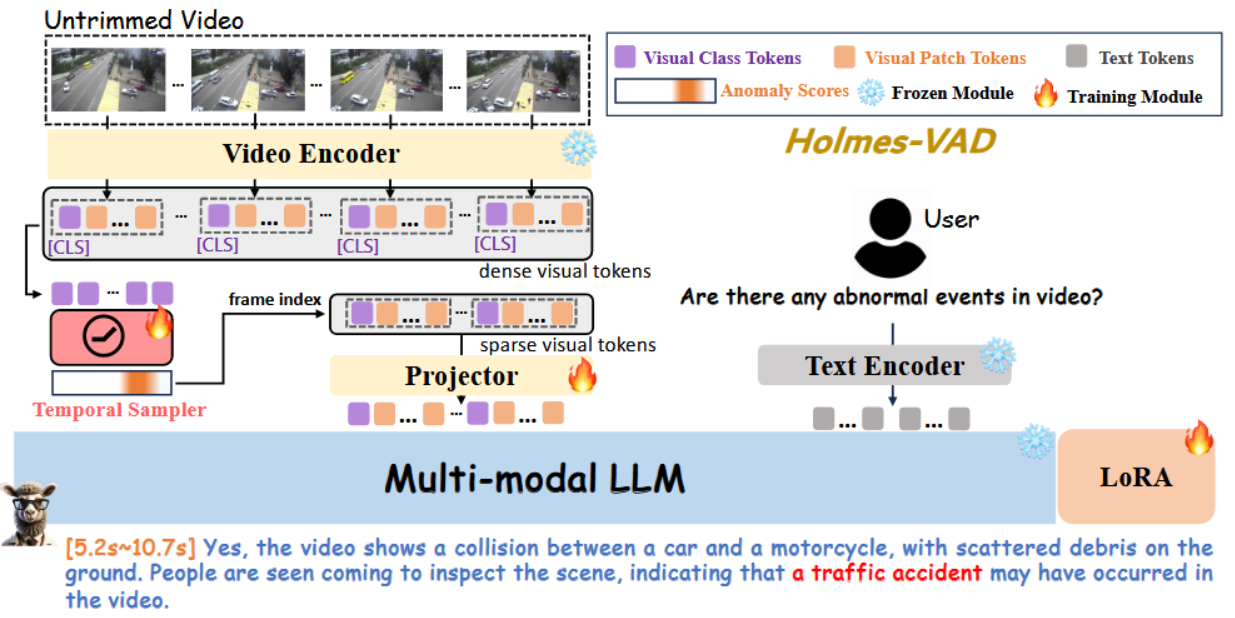 Untrimmed Video
... ... ...
Visual Class Tokens
Visual Patch Tokens
Text Tokens
Anomaly Scores
Frozen Module
Training Module
Holmes-VAD
Video Encoder
... ... ... ... ... ... ...
[CLS] [CLS] [CLS] [CLS]
dense visual tokens
User
Are there any abnormal events in video?
...
frame index
... ... ...
sparse visual tokens
Text Encoder
Projector
Temporal Sampler
... ... ...
... ...
Multi-modal LLM
LoRA
[5.2s~10.7s] Yes, the video shows a collision between a car and a motorcycle, with scattered debris on the
ground. People are seen coming to inspect the scene, indicating that a traffic accident may have occurred in
the video.